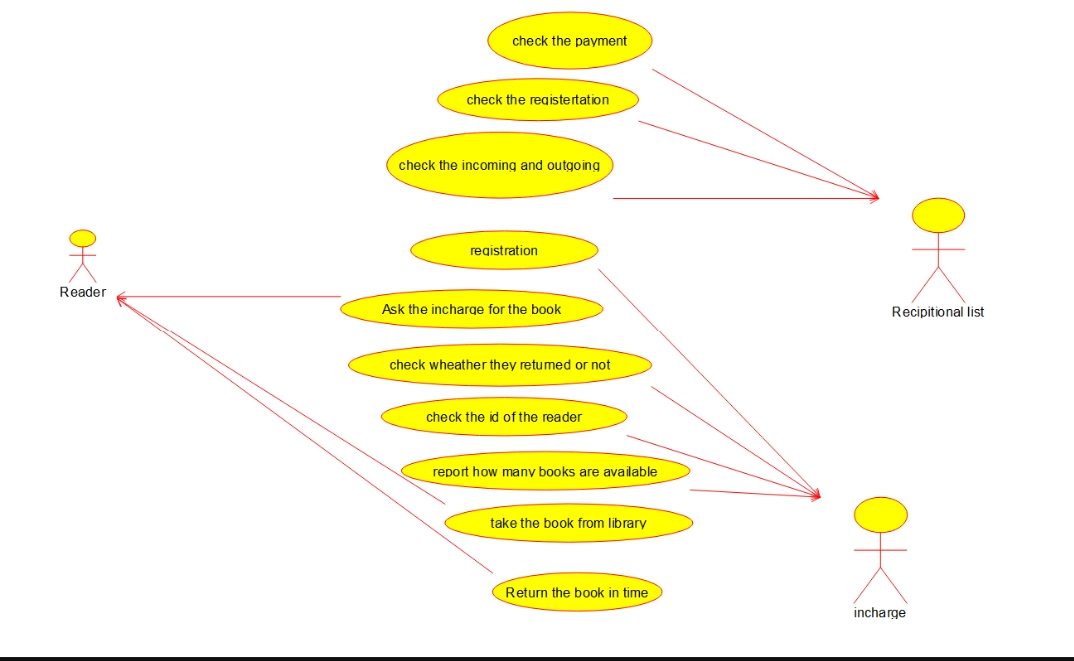 check the payment
check the registertation
check the incoming and outgoing
registration
Reader
Ask the incharge for the book
Recipitional list
check wheather they returned or not
check the id of the reader
report how many books are available
take the book from library
Return the book in time
incharge